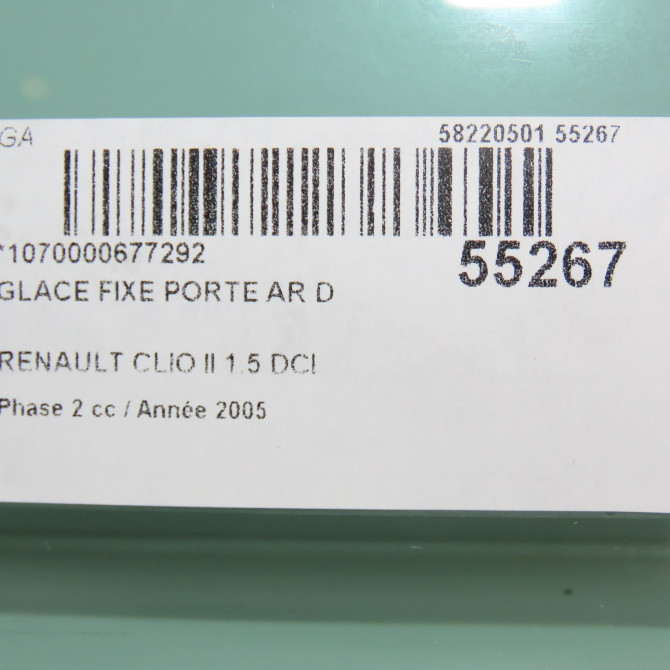 GA 58220501 55267
*1070000677292 55267
GLACE FIXE PORTE AR D
RENAULT CLIO II 1.5 DCI
Phase 2 cc / Année 2005